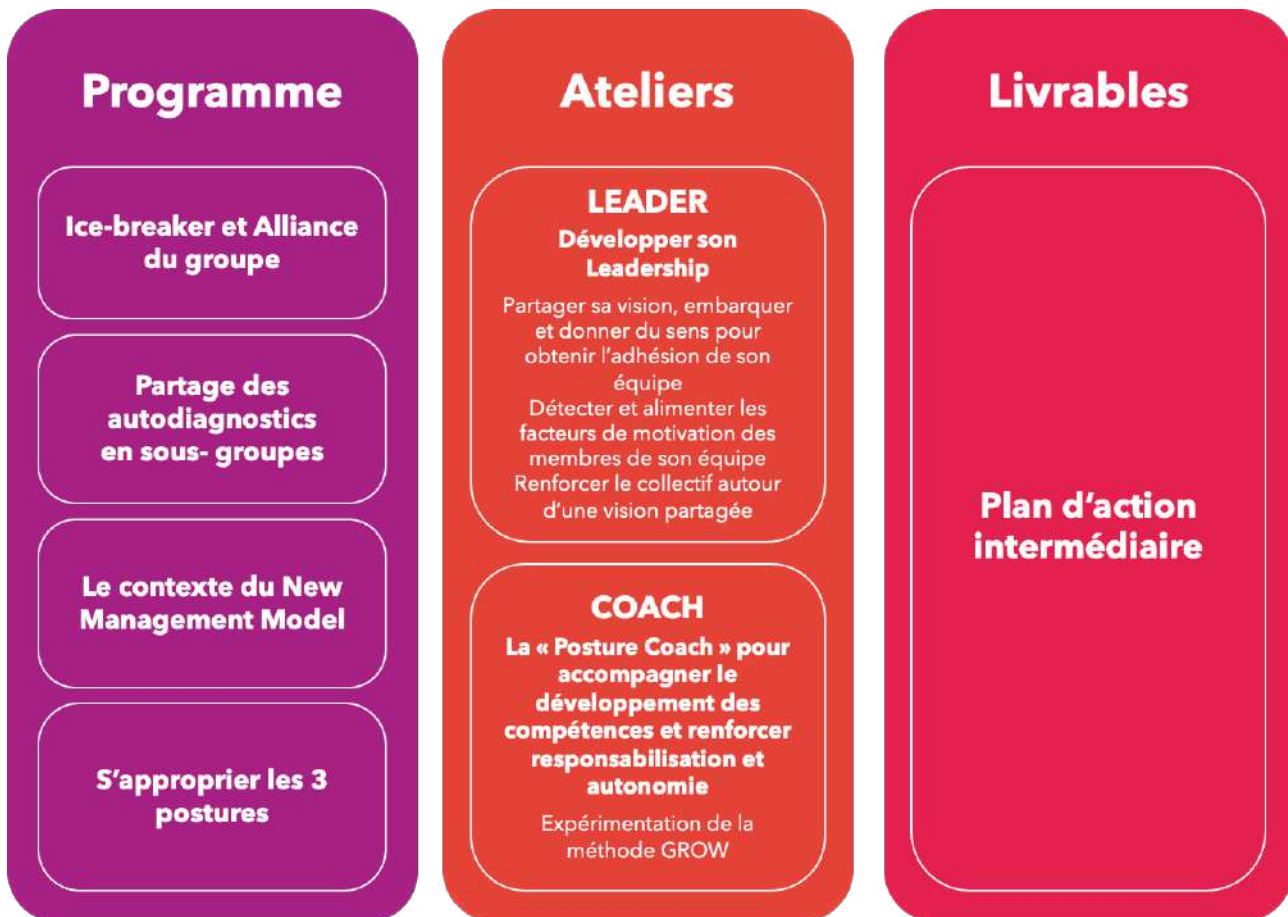 Programme
Ice-breaker et Alliance
du groupe
Partage des
autodiagnostics
en sous- groupes
Le contexte du New
Management Model
S’approprier les 3
postures
Ateliers
LEADER
Développer son
Leadership
Partager sa vision, embarquer
et donner du sens pour
obtenir l’adhésion de son
équipe
Détecter et alimenter les
facteurs de motivation des
membres de son équipe
Renforcer le collectif autour
d’une vision partagée
COACH
La « Posture Coach » pour
accompagner le
développement des
compétences et renforcer
responsabilisation et
autonomie
Expérimentation de la
méthode GROW
Livrables
Plan d’action
intermédiaire